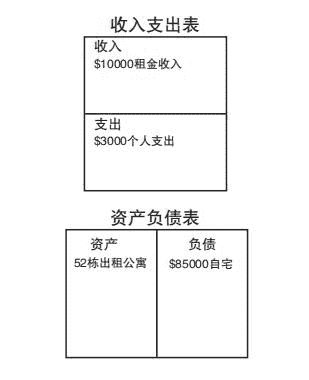 收入支出表
收入
$10000租金收入
支出
$3000个人支出
资产负债表
资产
52栋出租公寓
负债
$85000自宅